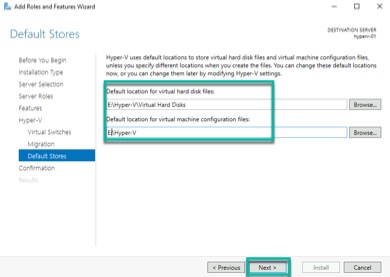 Add Roles and Features Wizard
Default Stores
DESTINATION SERVER
hyperv-01
Before You Begin
Installation Type
Server Selection
Server Roles
Features
Hyper-V
Virtual Switches
Migration
Default Stores
Confirmation
Results
Hyper-V uses default locations to store virtual hard disk files and virtual machine configuration files,
unless you specify different locations when you create the files. You can change these default locations
now, or you can change them later by modifying Hyper-V settings.
Default location for virtual hard disk files:
E:\Hyper-V\Virtual Hard Disks
Browse...
Default location for virtual machine configuration files:
E:\Hyper-V
Browse...
< Previous
Next >
Install
Cancel